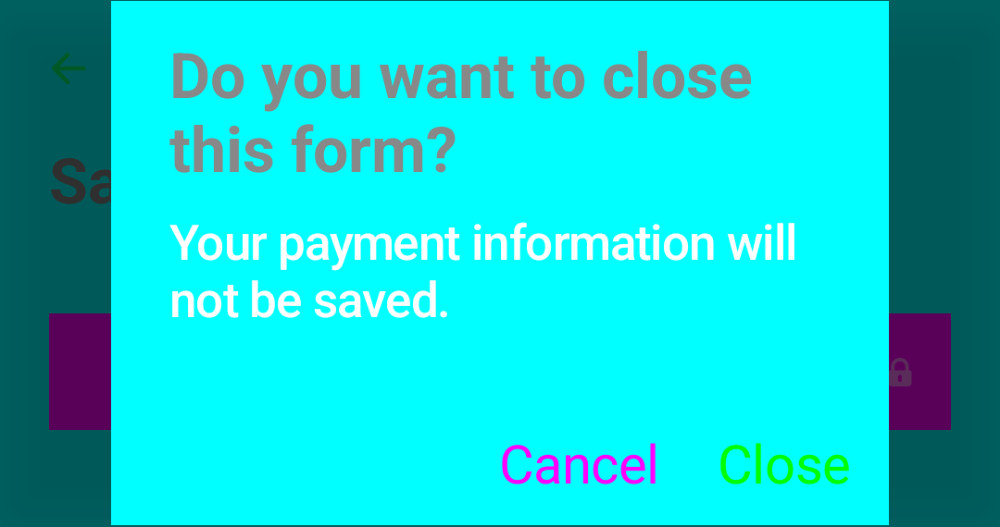 Do you want to close
this form?
Your payment information will
not be saved.
Cancel Close